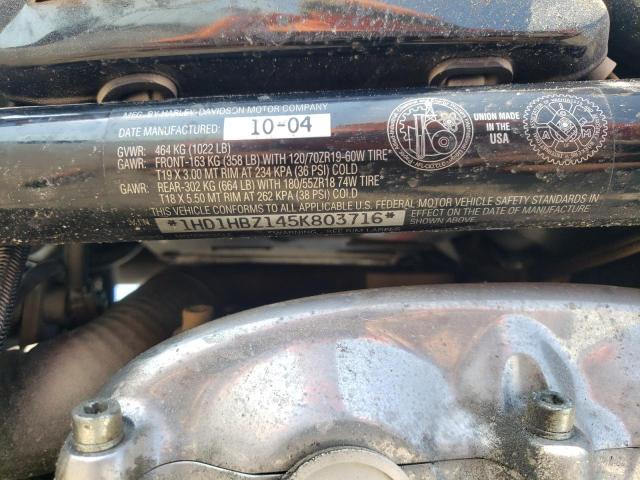 MFG. BY HARLEY-DAVIDSON MOTOR COMPANY
DATE MANUFACTURED: 10-04
GVWR: 464 KG (1022 LB)
GAWR: FRONT-163 KG (358 LB) WITH 120/70ZR19-60W TIRE
T19 X 3.00 MT RIM AT 234 KPA (36 PSI) COLD
GAWR: REAR-302 KG (664 LB) WITH 180/55ZR18 74W TIRE
T18 X 5.50 MT RIM AT 262 KPA (38 PSI) COLD
THIS VEHICLE CONFORMS TO ALL APPLICABLE U.S. FEDERAL MOTOR VEHICLE SAFETY STANDARDS IN
EFFECT ON THE DATE OF MANUFACTURE
SHOWN ABOVE.
*1HD1HBZ145K803716*
UNION MADE
IN THE
USA